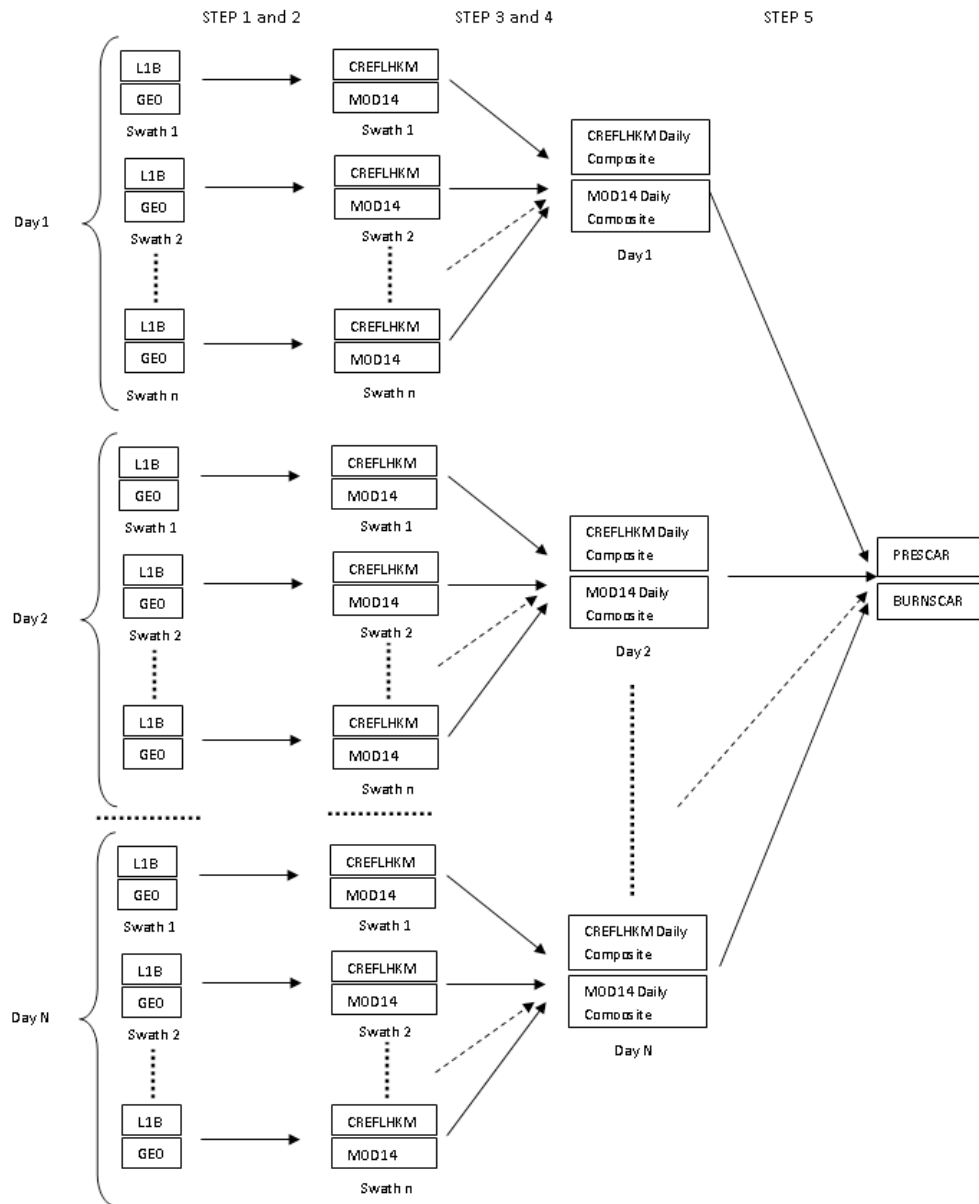 STEP 1 and 2
STEP 3 and 4
STEP 5
Day 1
L1B
GEO
Swath 1
L1B
GEO
Swath 2
L1B
GEO
Swath n
CREFLHKM
MOD14
Swath 1
CREFLHKM
MOD14
Swath 2
CREFLHKM
MOD14
Swath n
CREFLHKM Daily
Composite
MOD14 Daily
Composite
Day 1
Day 2
L1B
GEO
Swath 1
L1B
GEO
Swath 2
L1B
GEO
CREFLHKM
MOD14
Swath 1
CREFLHKM
MOD14
Swath 2
CREFLHKM
MOD14
Swath n
CREFLHKM Daily
Composite
MOD14 Daily
Composite
Day 2
PRESCAR
BURNSCAR
Day N
L1B
GEO
Swath 1
L1B
GEO
Swath 2
L1B
GEO
CREFLHKM
MOD14
Swath 1
CREFLHKM
MOD14
Swath 2
CREFLHKM
MOD14
Swath n
CREFLHKM Daily
Composite
MOD14 Daily
Composite
Day N